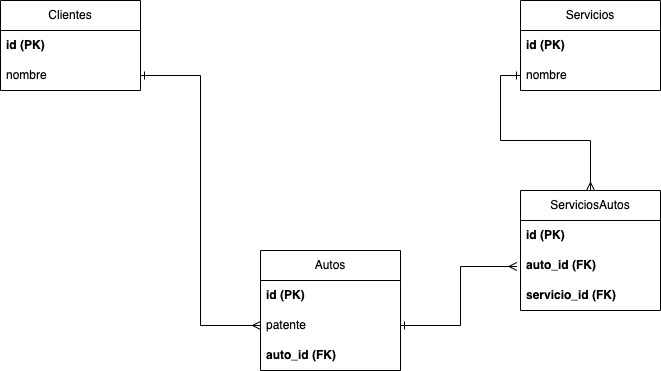 Clientes
id (PK)
nombre
Servicios
id (PK)
nombre
ServiciosAutos
id (PK)
auto_id (FK)
servicio_id (FK)
Autos
id (PK)
patente
auto_id (FK)